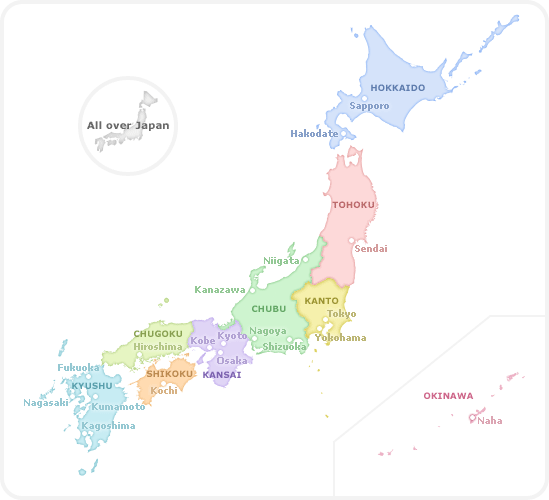 HOKKAIDO
Sapporo
All over Japan
Hakodate
TOHOKU
Sendai
Niigata
Kanazawa
KANTO
CHUBU
Tokyo
CHUGOKU
Nagoya
Kyoto
Yokohama
Kobe
Hiroshima
Shizuoka
Osaka
Fukuoka
SHIKOKU
KANSAI
KYUSHU
Kochi
OKINAWA
Nagasaki
Kumamoto
Naha
Kagoshima